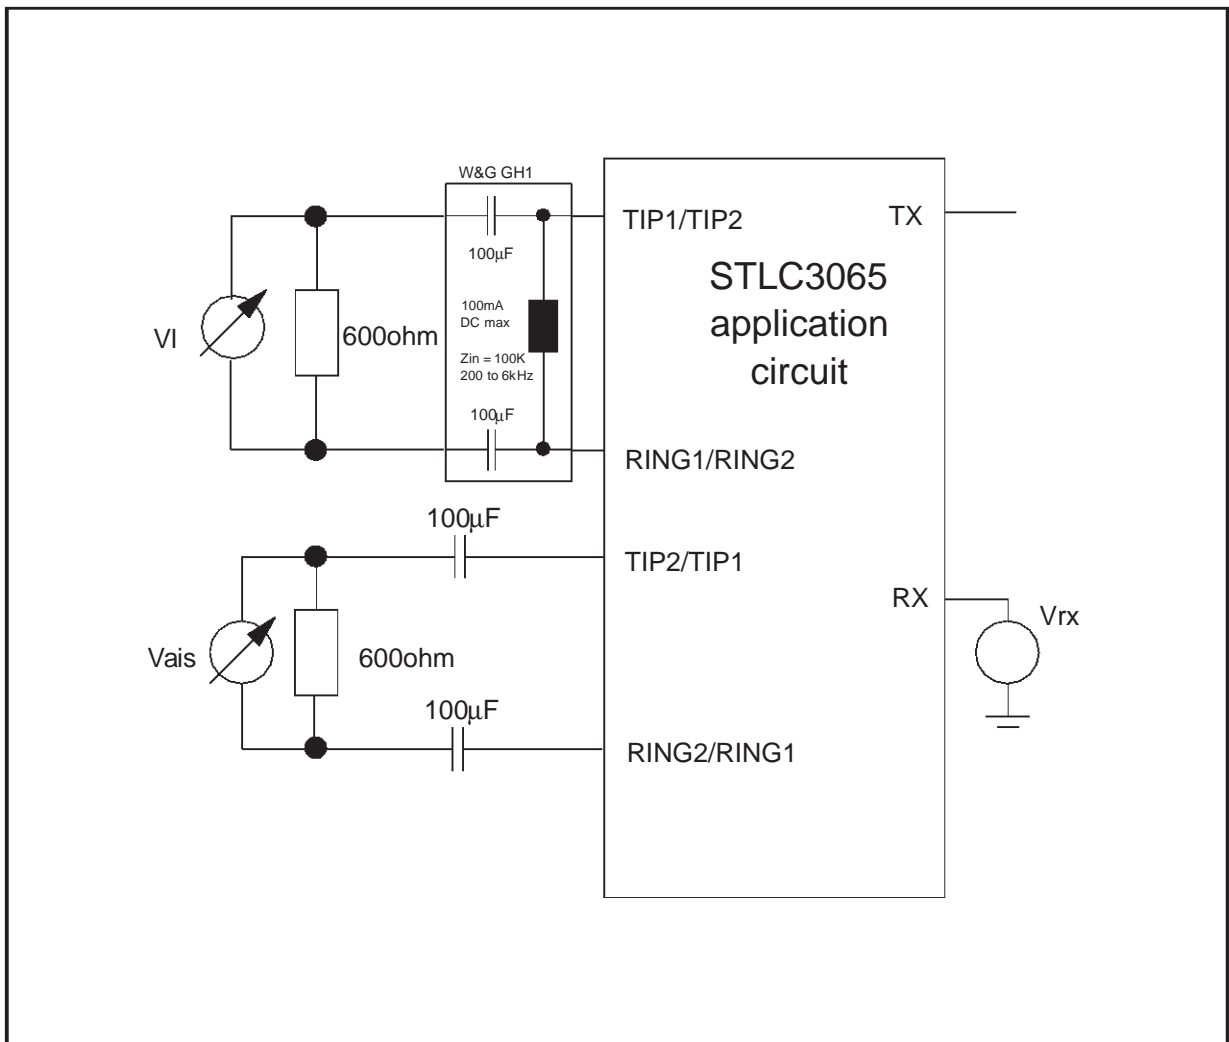 W&G GH1
TIP1/TIP2
TX
100μF
STLC3065
application
circuit
100mA
DC max
VI
600ohm
Zin = 100K
200 to 6kHz
100μF
RING1/RING2
100μF
TIP2/TIP1
RX
Vrx
Vais
600ohm
100μF
RING2/RING1